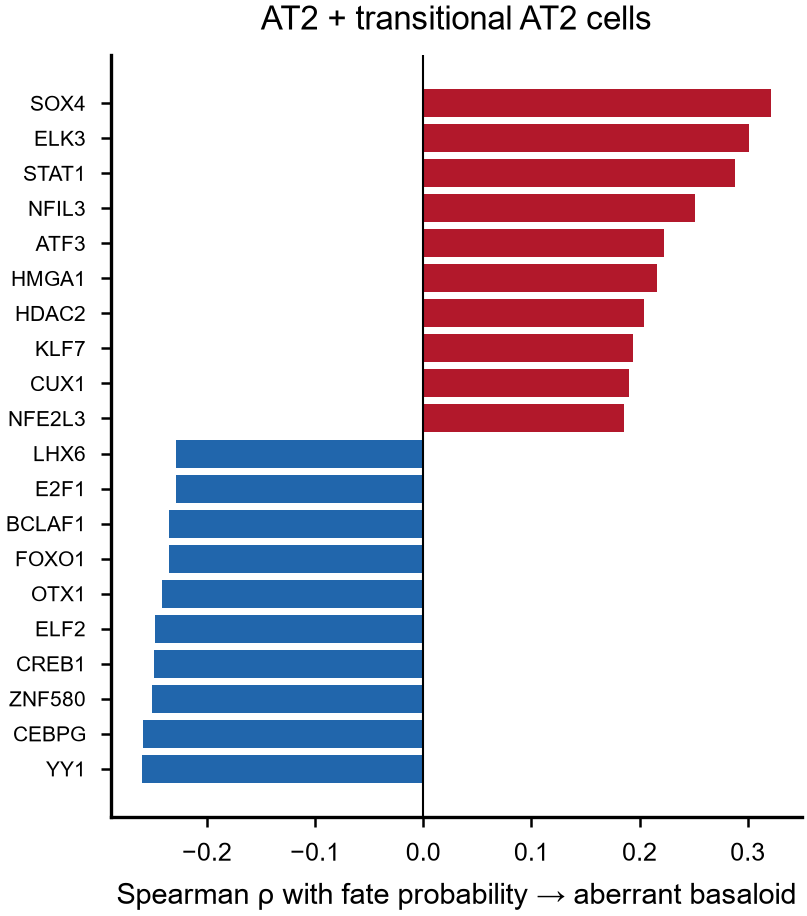 AT2 + transitional AT2 cells
SOX4
ELK3
STAT1
NFIL3
ATF3
HMGA1
HDAC2
KLF7
CUX1
NFE2L3
LHX6
E2F1
BCLAF1
FOXO1
OTX1
ELF2
CREB1
ZNF580
CEBPG
YY1
−0.2 −0.1 0.0 0.1 0.2 0.3
Spearman ρ with fate probability → aberrant basaloid